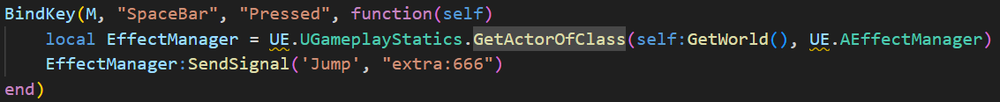 BindKey(M, "SpaceBar", "Pressed", function(self)
    local EffectManager = UE.UGameplayStatics.GetActorOfClass(self:GetWorld(), UE.AEffectManager)
    EffectManager:SendSignal('Jump', "extra:666")
end)